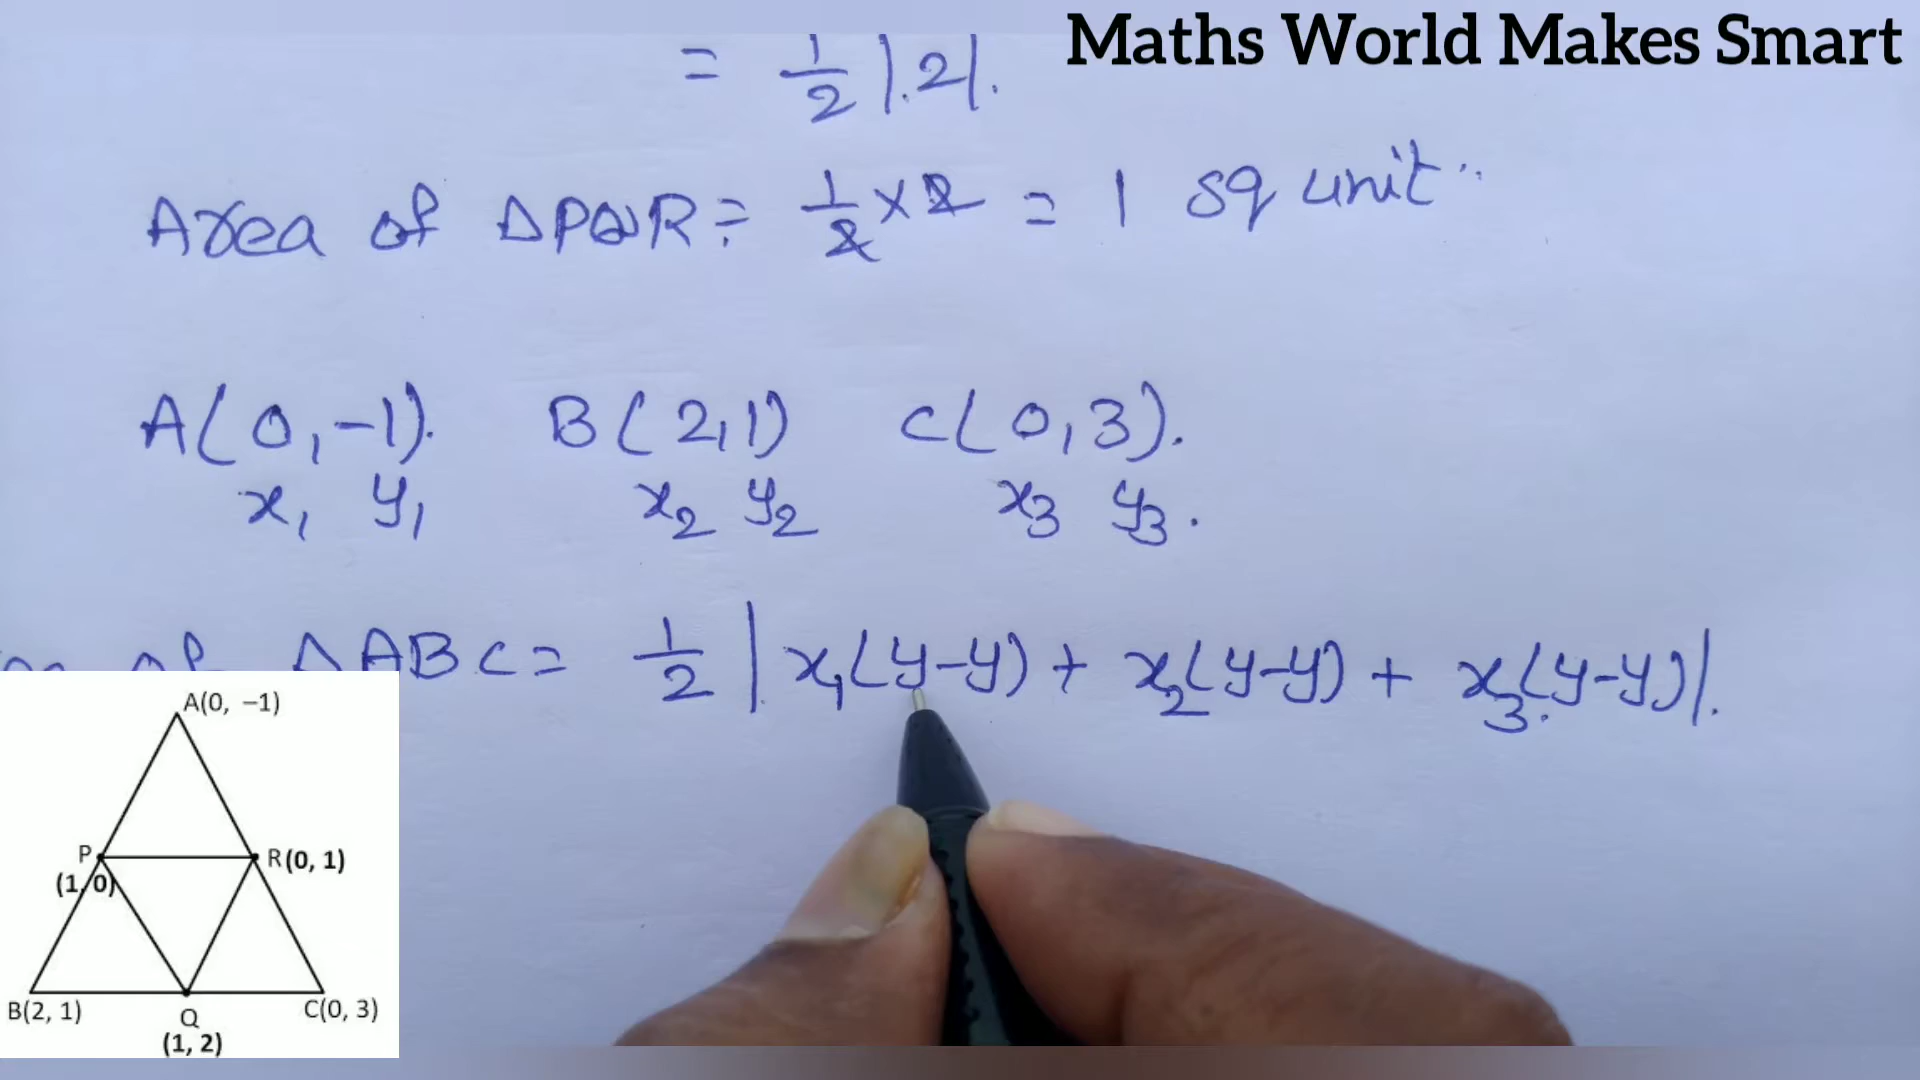 Maths World Makes Smart
= 1/2 |.2|.
Area of ΔPQR = 1/2 × 2 = 1 sq unit..
A(0, -1). B(2, 1) C(0, 3).
x1 y1 x2 y2 x3 y3.
of ΔABC = 1/2 | x1(y-y) + x2(y-y) + x3(y-y)|.
A(0, −1)
P R(0, 1)
(1, 0)
B(2, 1) Q C(0, 3)
(1, 2)